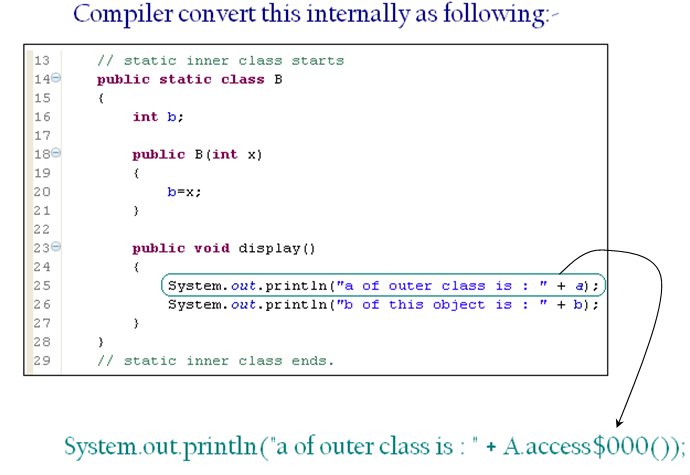 Compiler convert this internally as following:-
13 // static inner class starts
14 public static class B
15 {
16 int b;
17
18 public B(int x)
19 {
20 b=x;
21 }
22
23 public void display()
24 {
25 System.out.println("a of outer class is : " + a);
26 System.out.println("b of this object is : " + b);
27 }
28 }
29 // static inner class ends.
System.out.println("a of outer class is : " + A.access$000());